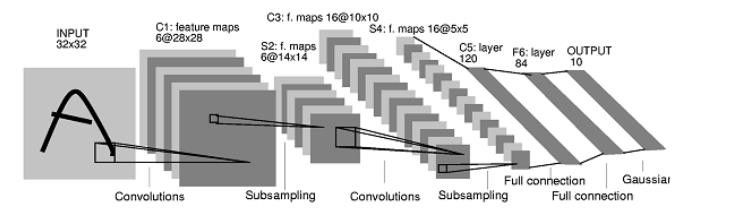 INPUT
32x32
C1: feature maps
6@28x28
C3: f. maps 16@10x10
S2: f. maps
6@14x14
S4: f. maps 16@5x5
C5: layer
120
F6: layer
84
OUTPUT
10
A
Convolutions
Subsampling
Convolutions
Subsampling
Full connection
Full connection
Gaussian